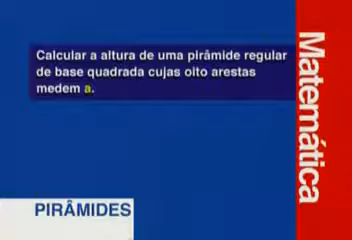 Calcular a altura de uma pirâmide regular
de base quadrada cujas oito arestas
medem a.
Matemática
PIRÂMIDES